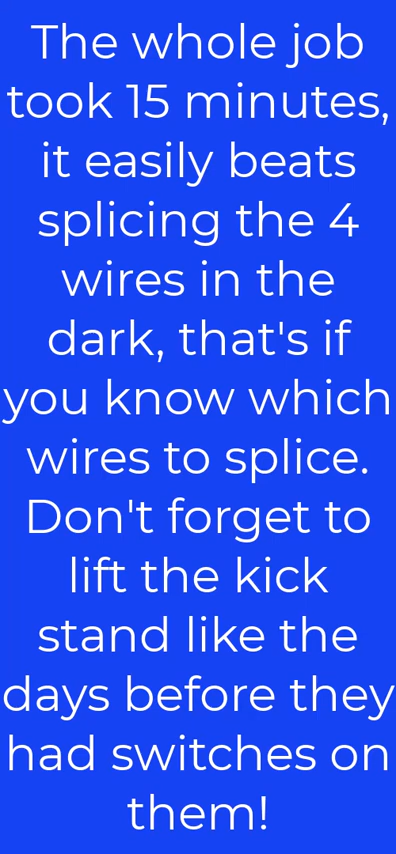 The whole job
took 15 minutes,
it easily beats
splicing the 4
wires in the
dark, that's if
you know which
wires to splice.
Don't forget to
lift the kick
stand like the
days before they
had switches on
them!